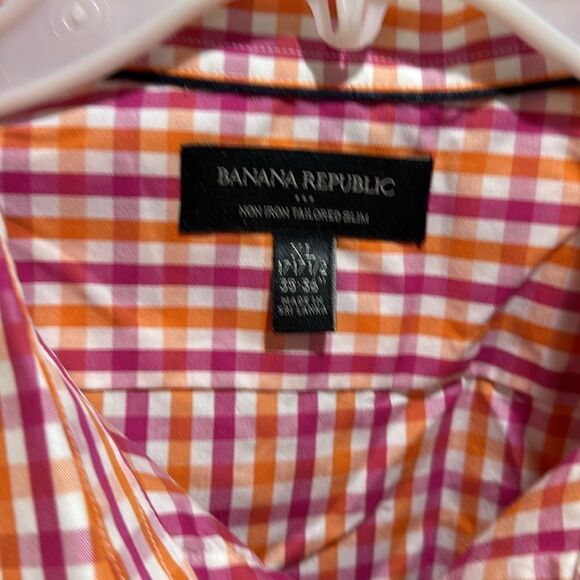 BANANA REPUBLIC
NON IRON TAILORED SLIM
XL
17-17 1/2
35-36
MADE IN
SRI LANKA